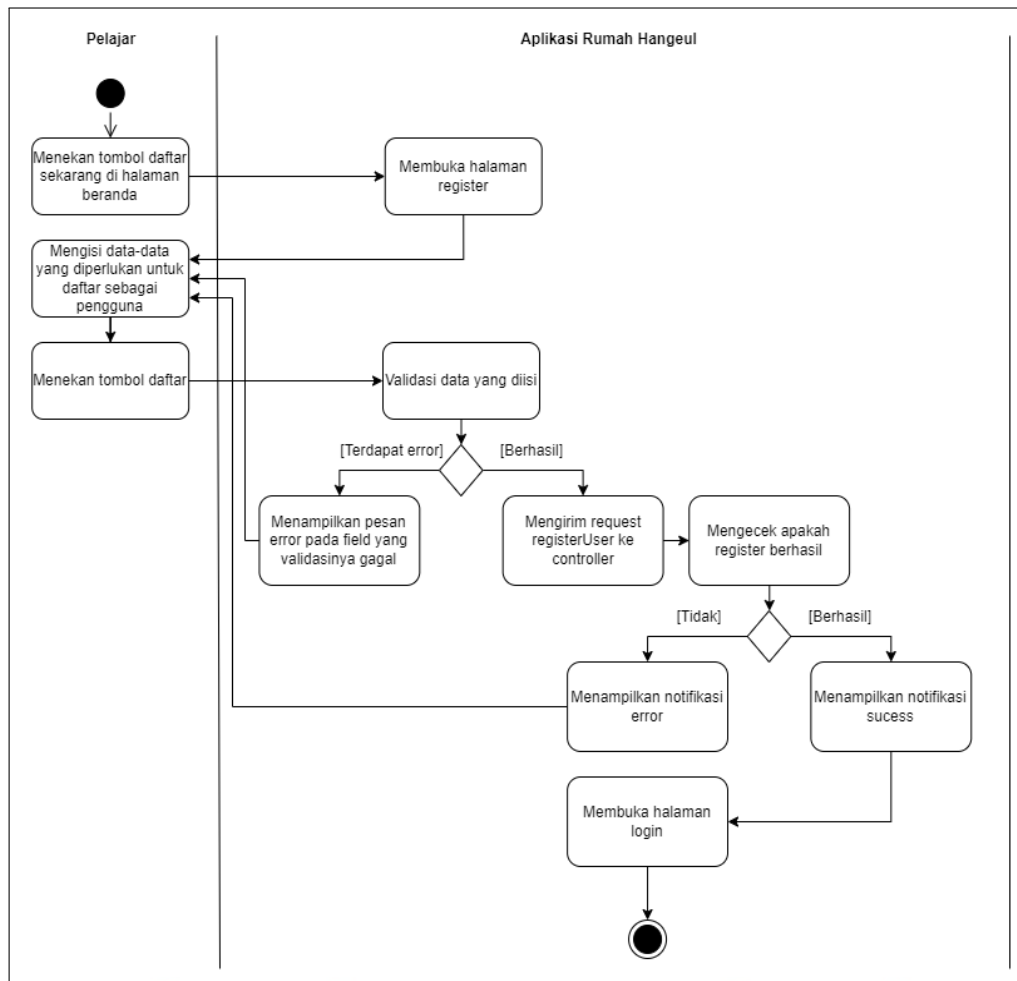 Pelajar
Aplikasi Rumah Hangeul
Menekan tombol daftar
sekarang di halaman
beranda
Membuka halaman
register
Mengisi data-data
yang diperlukan untuk
daftar sebagai
pengguna
Menekan tombol daftar
Validasi data yang diisi
[Terdapat error]
[Berhasil]
Menampilkan pesan
error pada field yang
validasinya gagal
Mengirim request
registerUser ke
controller
Mengecek apakah
register berhasil
[Tidak]
[Berhasil]
Menampilkan notifikasi
error
Menampilkan notifikasi
sucess
Membuka halaman
login